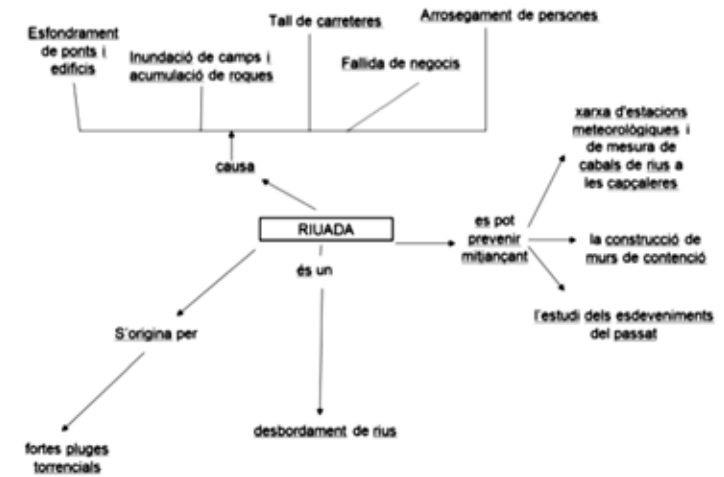 Esfondrament
de ponts i
edificis
Inundació de camps i
acumulació de roques
Tall de carreteres
Fallida de negocis
Arrosegament de persones
causa
xarxa d'estacions
meteorològiques i
de mesura de
cabals de rius a
les capçaleres
RIUADA
es pot
prevenir
mitjançant
la construcció de
murs de contenció
és un
l'estudi dels esdeveniments
del passat
S'origina per
desbordament de rius
fortes pluges
torrencials